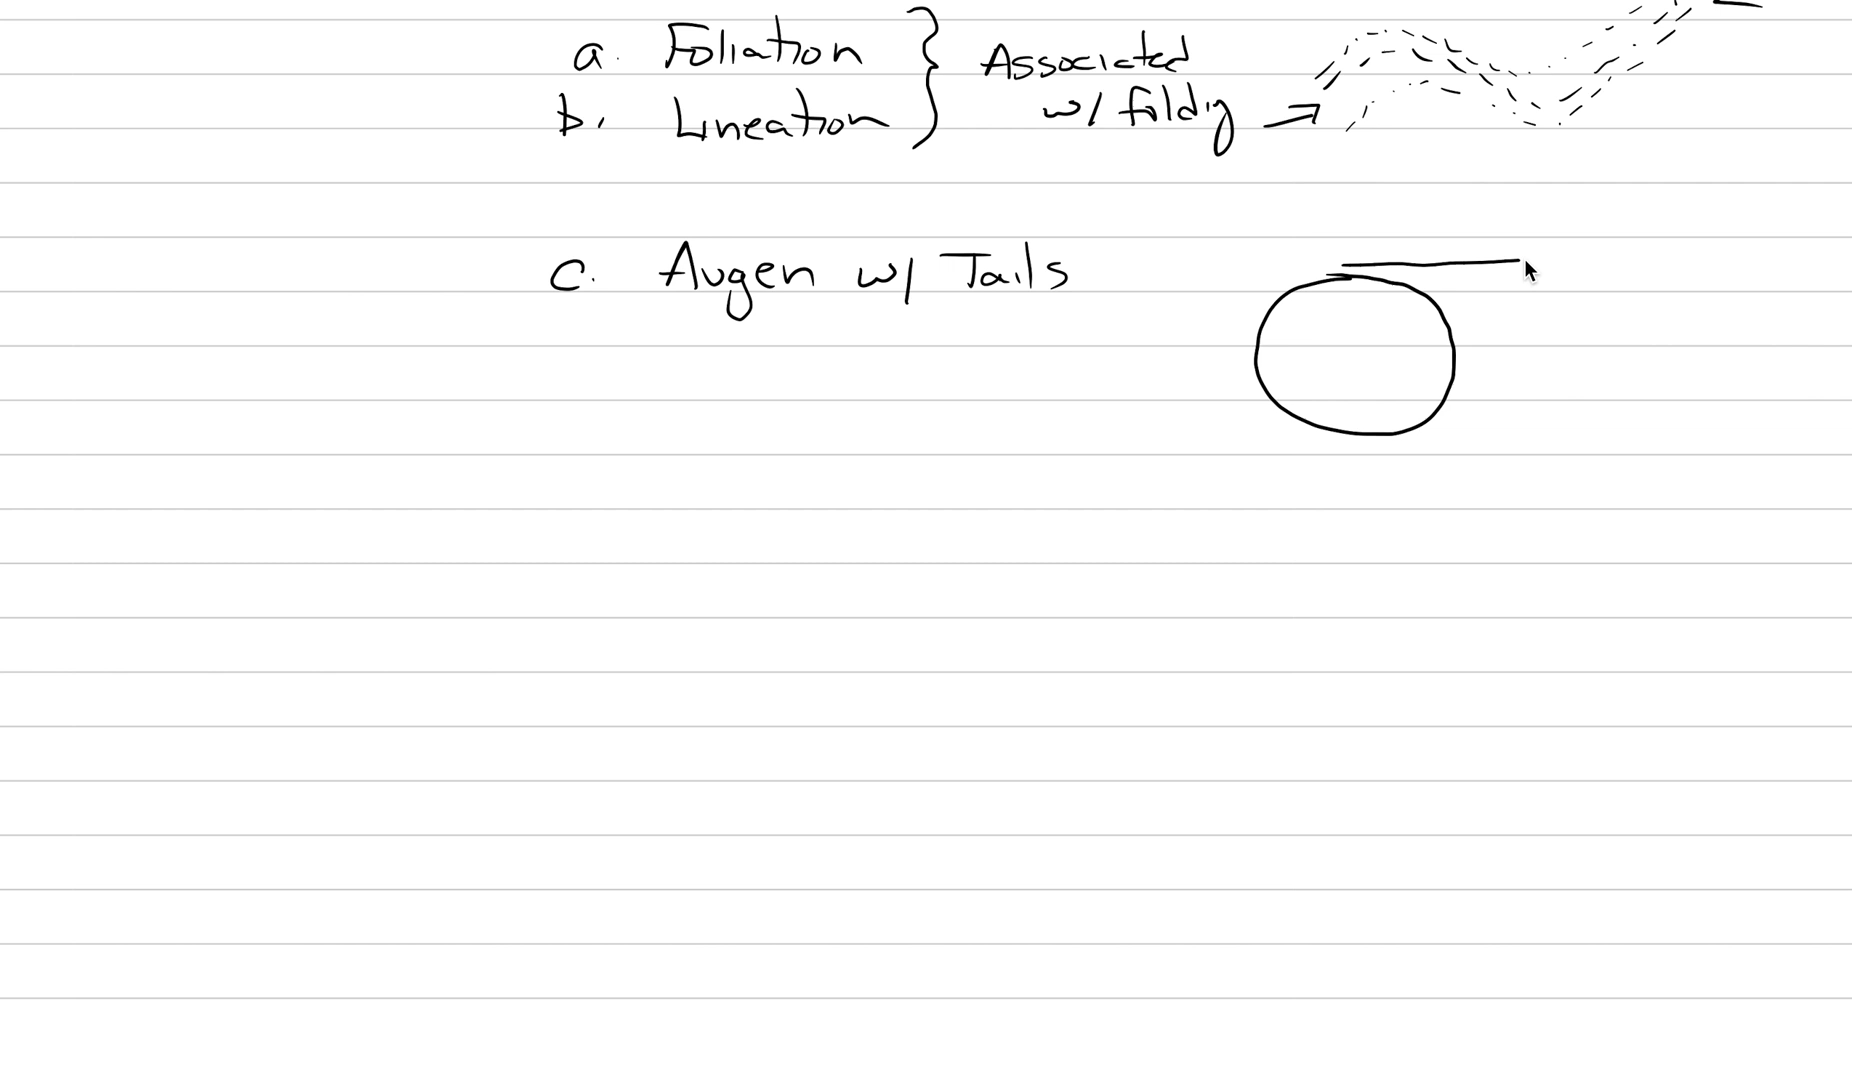 a. Foliation
b. Lineation
Associated
w/ folding
c. Augen w/ Tails